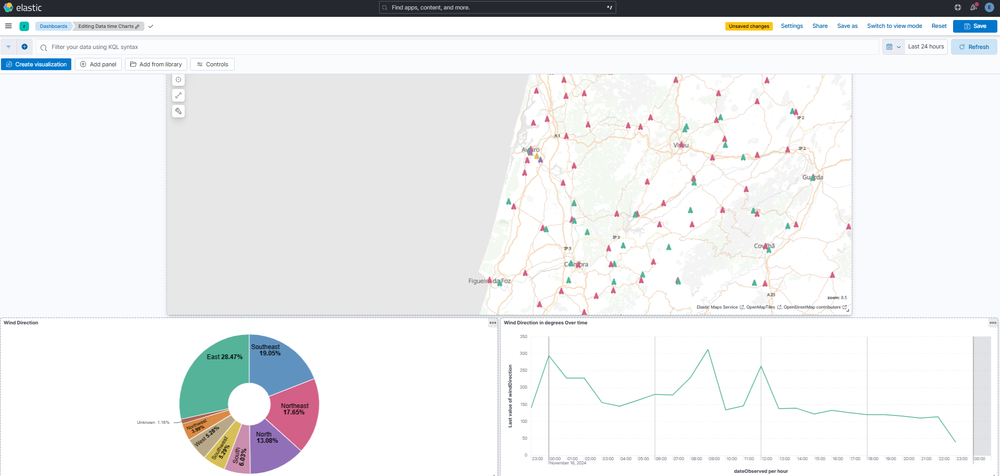 elastic
Find apps, content, and more.
^/
E
r
Dashboards
Editing Data time Charts
Unsaved changes
Settings
Share
Save as
Switch to view mode
Reset
Save
Filter your data using KQL syntax
Last 24 hours
Refresh
Create visualization
Add panel
Add from library
Controls
IP 2
A 1
Aveiro
Viseu
IP 2
Guarda
IP 3
IP 3
Covilhã
Coimbra
Figueira da Foz
A 23
zoom: 8.5
Elastic Maps Service , OpenMapTiles , OpenStreetMap contributors
Wind Direction
Southeast
19.05%
East 28.47%
Northeast
17.65%
Unknown 1.16%
Northwest
3.99%
West 5.28%
Southwest
5.29%
South
6.03%
North
13.08%
Wind Direction in degrees Over time
Last value of windDirection
350
300
250
200
150
100
50
0
23:00 00:00 01:00 02:00 03:00 04:00 05:00 06:00 07:00 08:00 09:00 10:00 11:00 12:00 13:00 14:00 15:00 16:00 17:00 18:00 19:00 20:00 21:00 22:00 23:00 00:00
November 16, 2024
dateObserved per hour